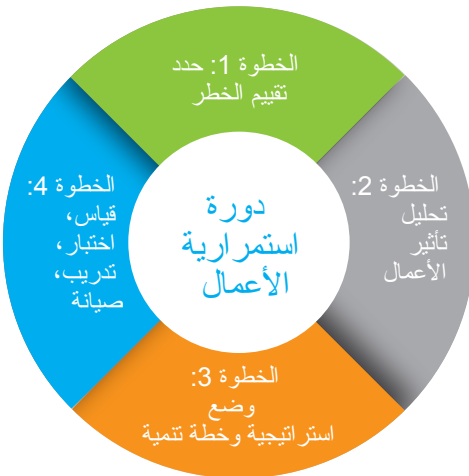 الخطوة 1: حدد
تقييم الخطر
الخطوة 2:
تحليل
تأثير
الأعمال
الخطوة 3:
وضع
استراتيجية وخطة تنمية
الخطوة 4:
قياس،
اختبار،
تدريب،
صيانة
دورة
استمرارية
الأعمال